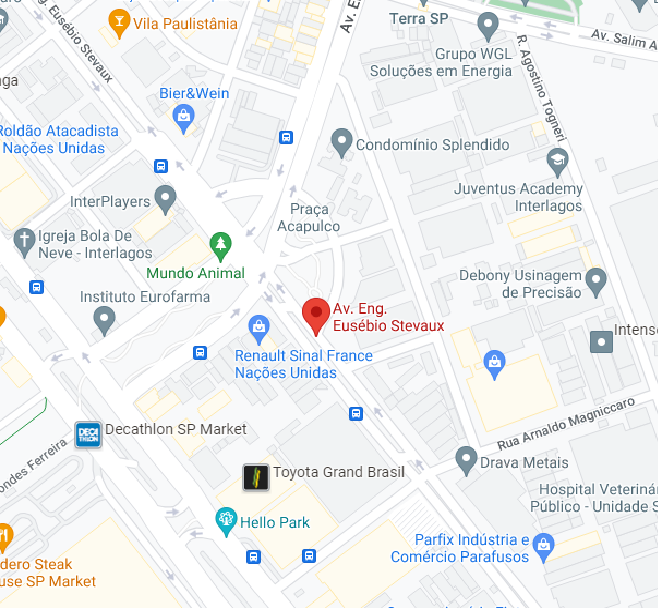 Av. Eng. Eusébio Stevaux
Vila Paulistânia
Av. E
Terra SP
Grupo WGL
Soluções em Energia
R. Agostino Togneri
Av. Salim A
Bier&Wein
Roldão Atacadista
Nações Unidas
Condomínio Splendido
Juventus Academy
Interlagos
InterPlayers
Praça
Acapulco
Igreja Bola De
Neve - Interlagos
Mundo Animal
Debony Usinagem
de Precisão
Instituto Eurofarma
Av. Eng.
Eusébio Stevaux
Intense
Renault Sinal France
Nações Unidas
Rua Arnaldo Magniccaro
DECATHLON
Decathlon SP Market
ondes Ferreira
Toyota Grand Brasil
Drava Metais
Hospital Veterinár
Público - Unidade S
Hello Park
Parfix Indústria e
Comércio Parafusos
dero Steak
use SP Market